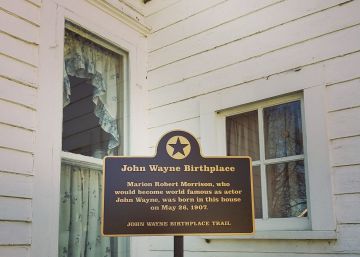 John Wayne Birthplace
Marion Robert Morrison, who
would become world famous as actor
John Wayne, was born in this house
on May 26, 1907.
JOHN WAYNE BIRTHPLACE TRAIL